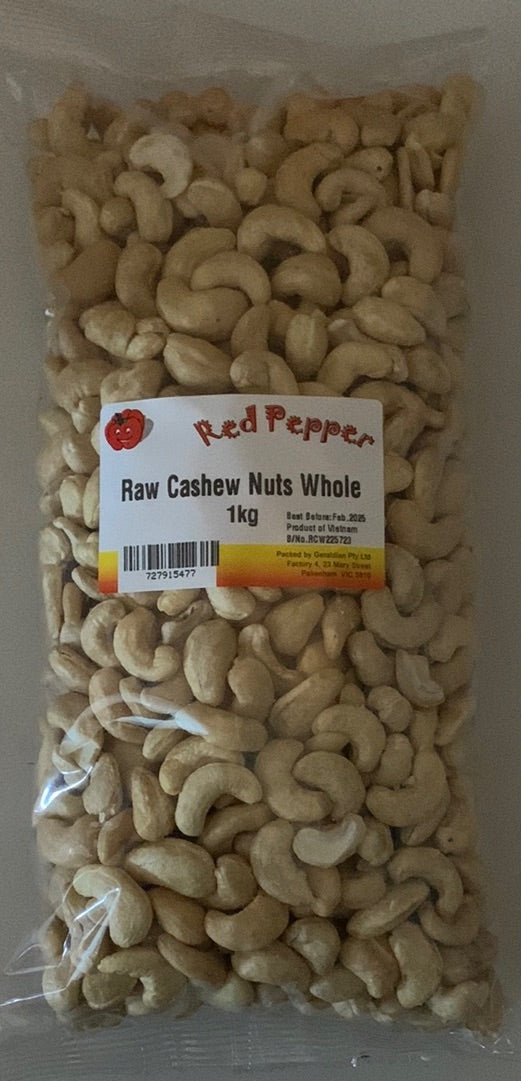 Red Pepper
Raw Cashew Nuts Whole
1kg
Best Before:Feb.2025
Product of Vietnam
B/No.RCW225723
727915477
Packed by Geraldian Pty Ltd
Factory 4, 23 Mary Street
Pakenham VIC 3810